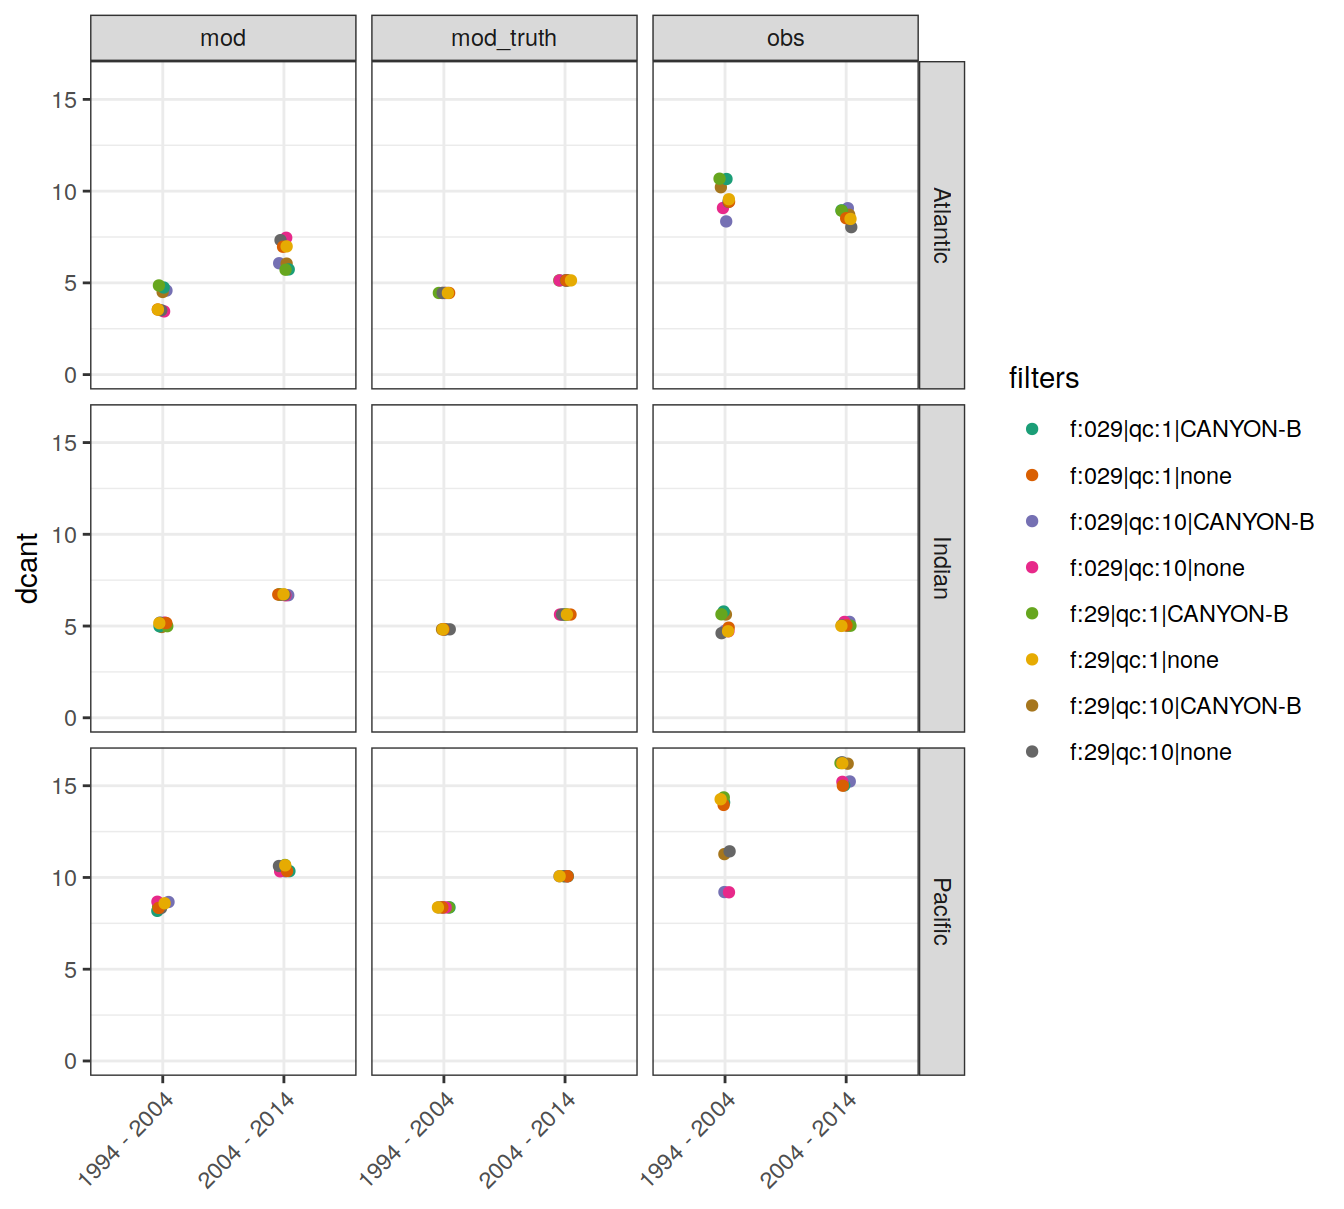 mod
mod_truth
obs
15
10
5
0
Atlantic
15
10
5
0
Indian
15
10
5
0
Pacific
dcant
1994 - 2004
2004 - 2014
1994 - 2004
2004 - 2014
1994 - 2004
2004 - 2014
filters
f:029|qc:1|CANYON-B
f:029|qc:1|none
f:029|qc:10|CANYON-B
f:029|qc:10|none
f:29|qc:1|CANYON-B
f:29|qc:1|none
f:29|qc:10|CANYON-B
f:29|qc:10|none